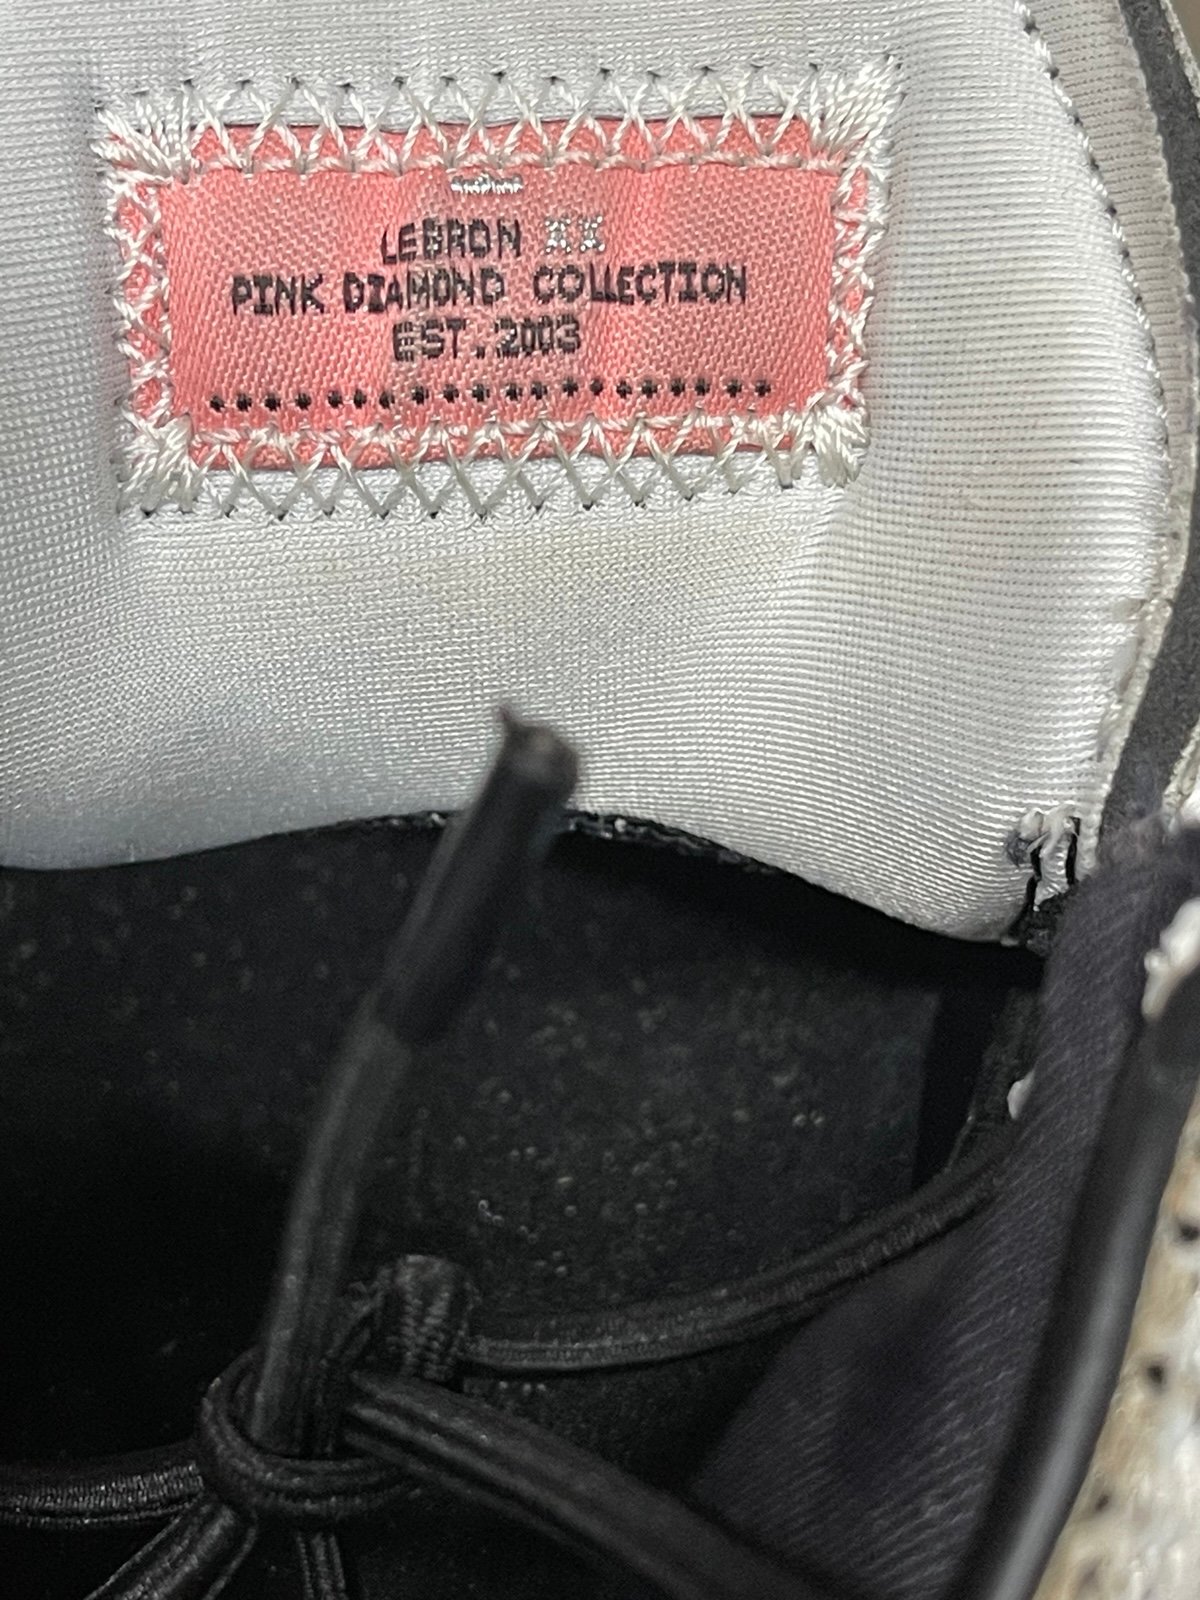 LEBRON XX
PINK DIAMOND COLLECTION
EST.2003